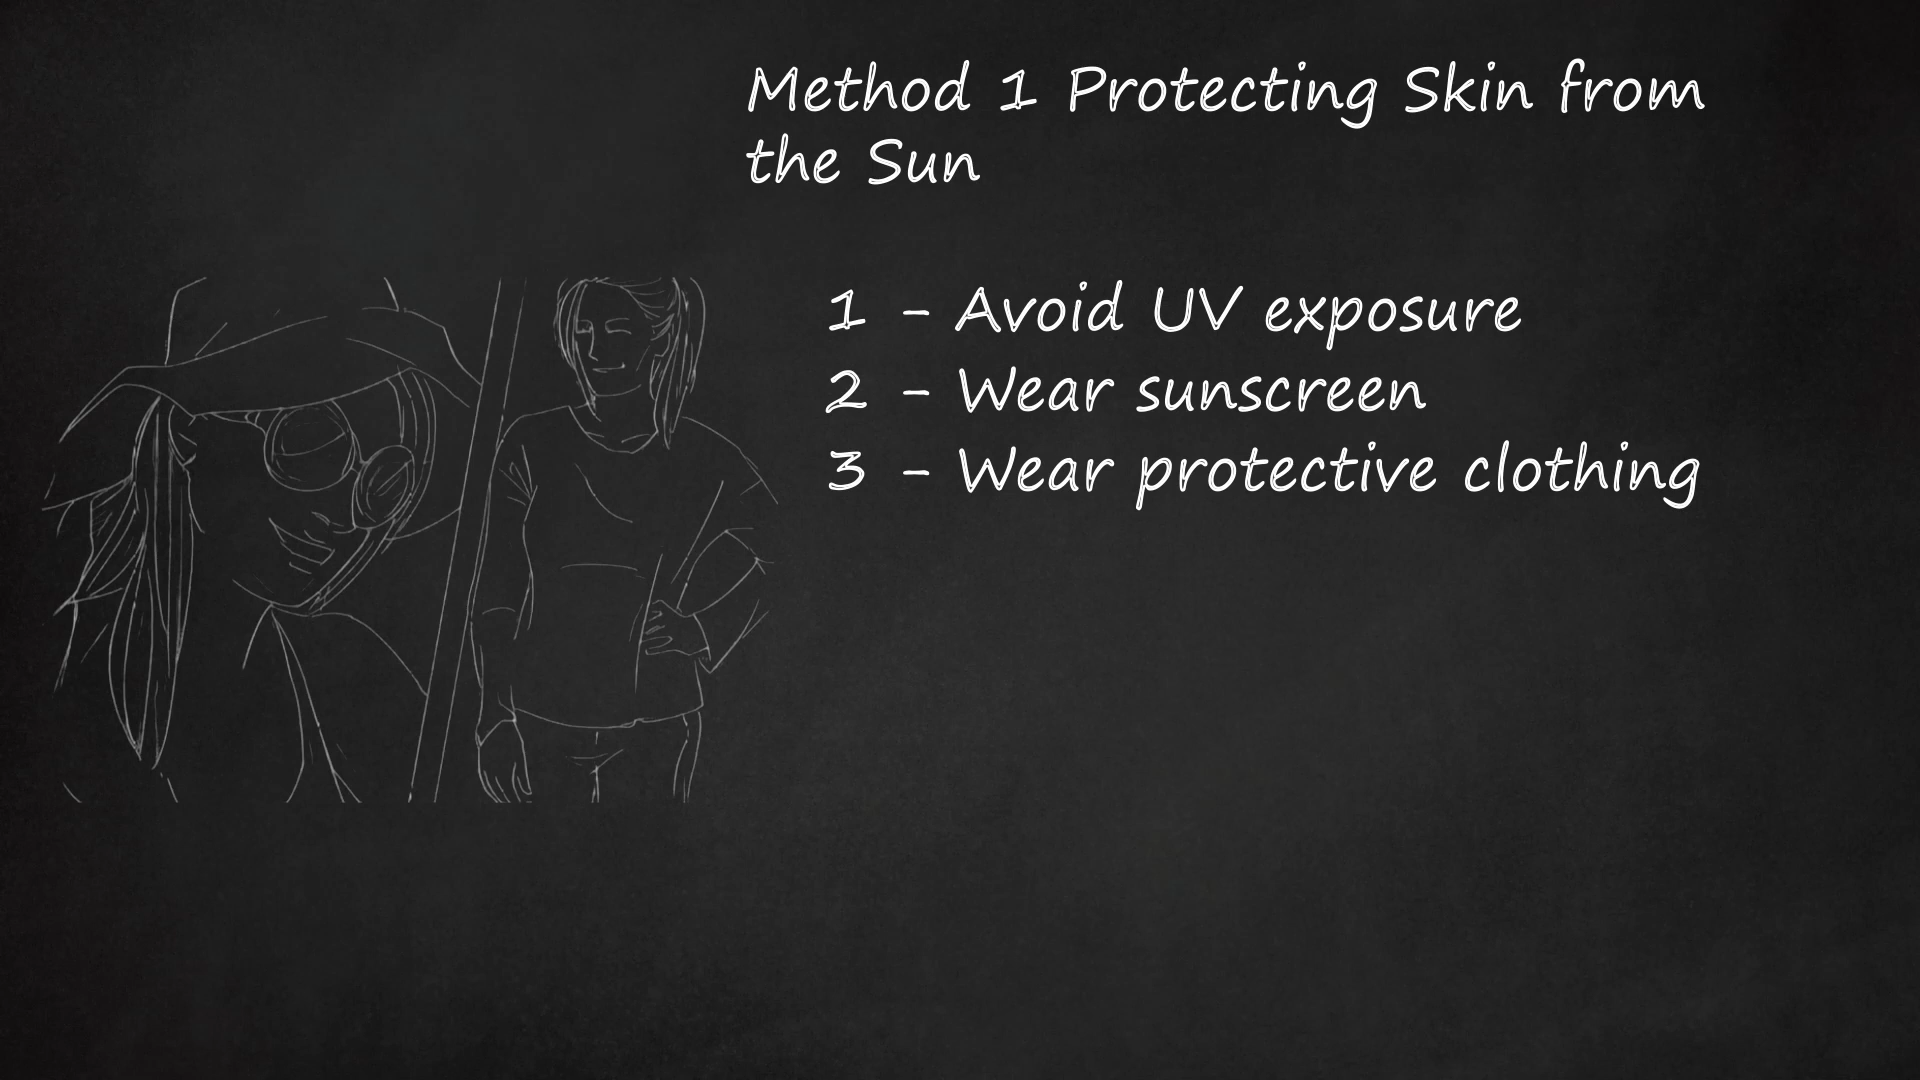 Method 1 Protecting Skin from
the Sun
1 - Avoid UV exposure
2 - Wear sunscreen
3 - Wear protective clothing